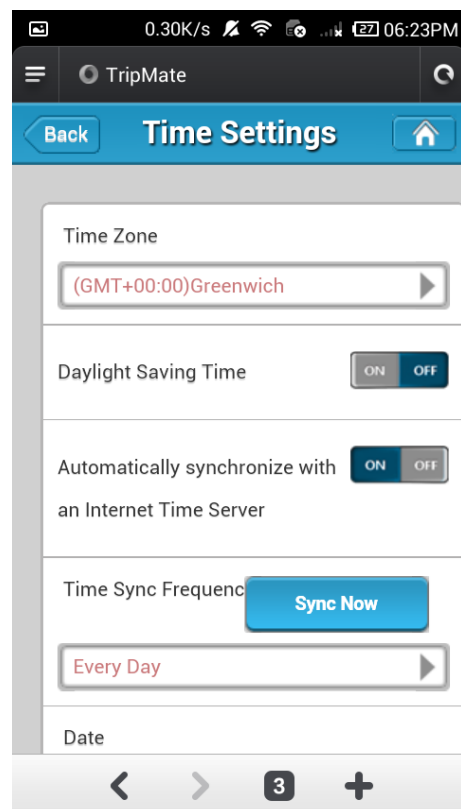 0.30K/s 27 06:23PM
TripMate
Back Time Settings
Time Zone
(GMT+00:00)Greenwich
Daylight Saving Time ON OFF
Automatically synchronize with ON OFF
an Internet Time Server
Time Sync Frequenc Sync Now
Every Day
Date
3